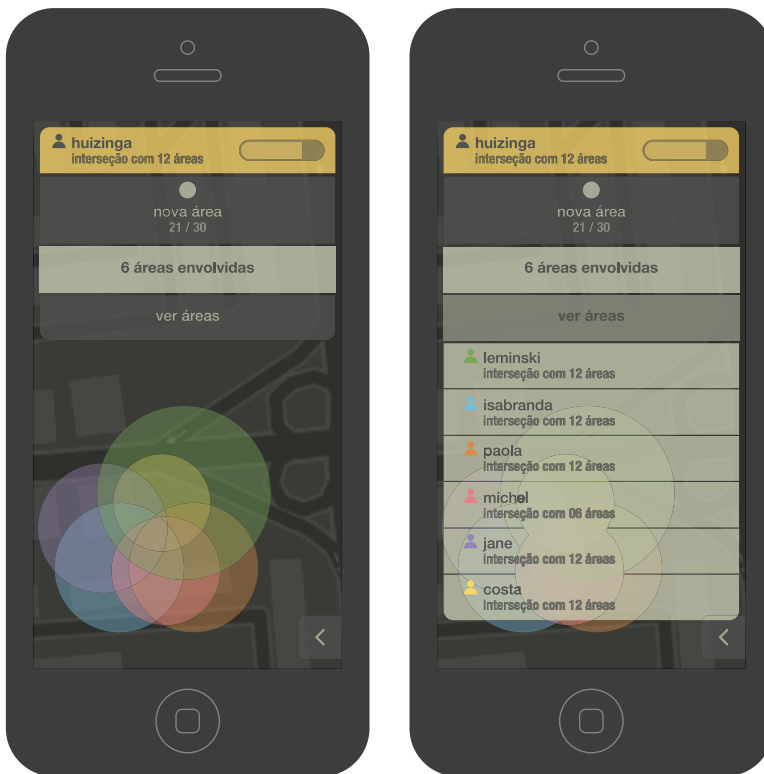 huizinga
interseção com 12 áreas
nova área
21 / 30
6 áreas envolvidas
ver áreas
huizinga
interseção com 12 áreas
nova área
21 / 30
6 áreas envolvidas
ver áreas
leminski
interseção com 12 áreas
isabranda
interseção com 12 áreas
paola
interseção com 12 áreas
michel
interseção com 06 áreas
jane
interseção com 12 áreas
costa
interseção com 12 áreas